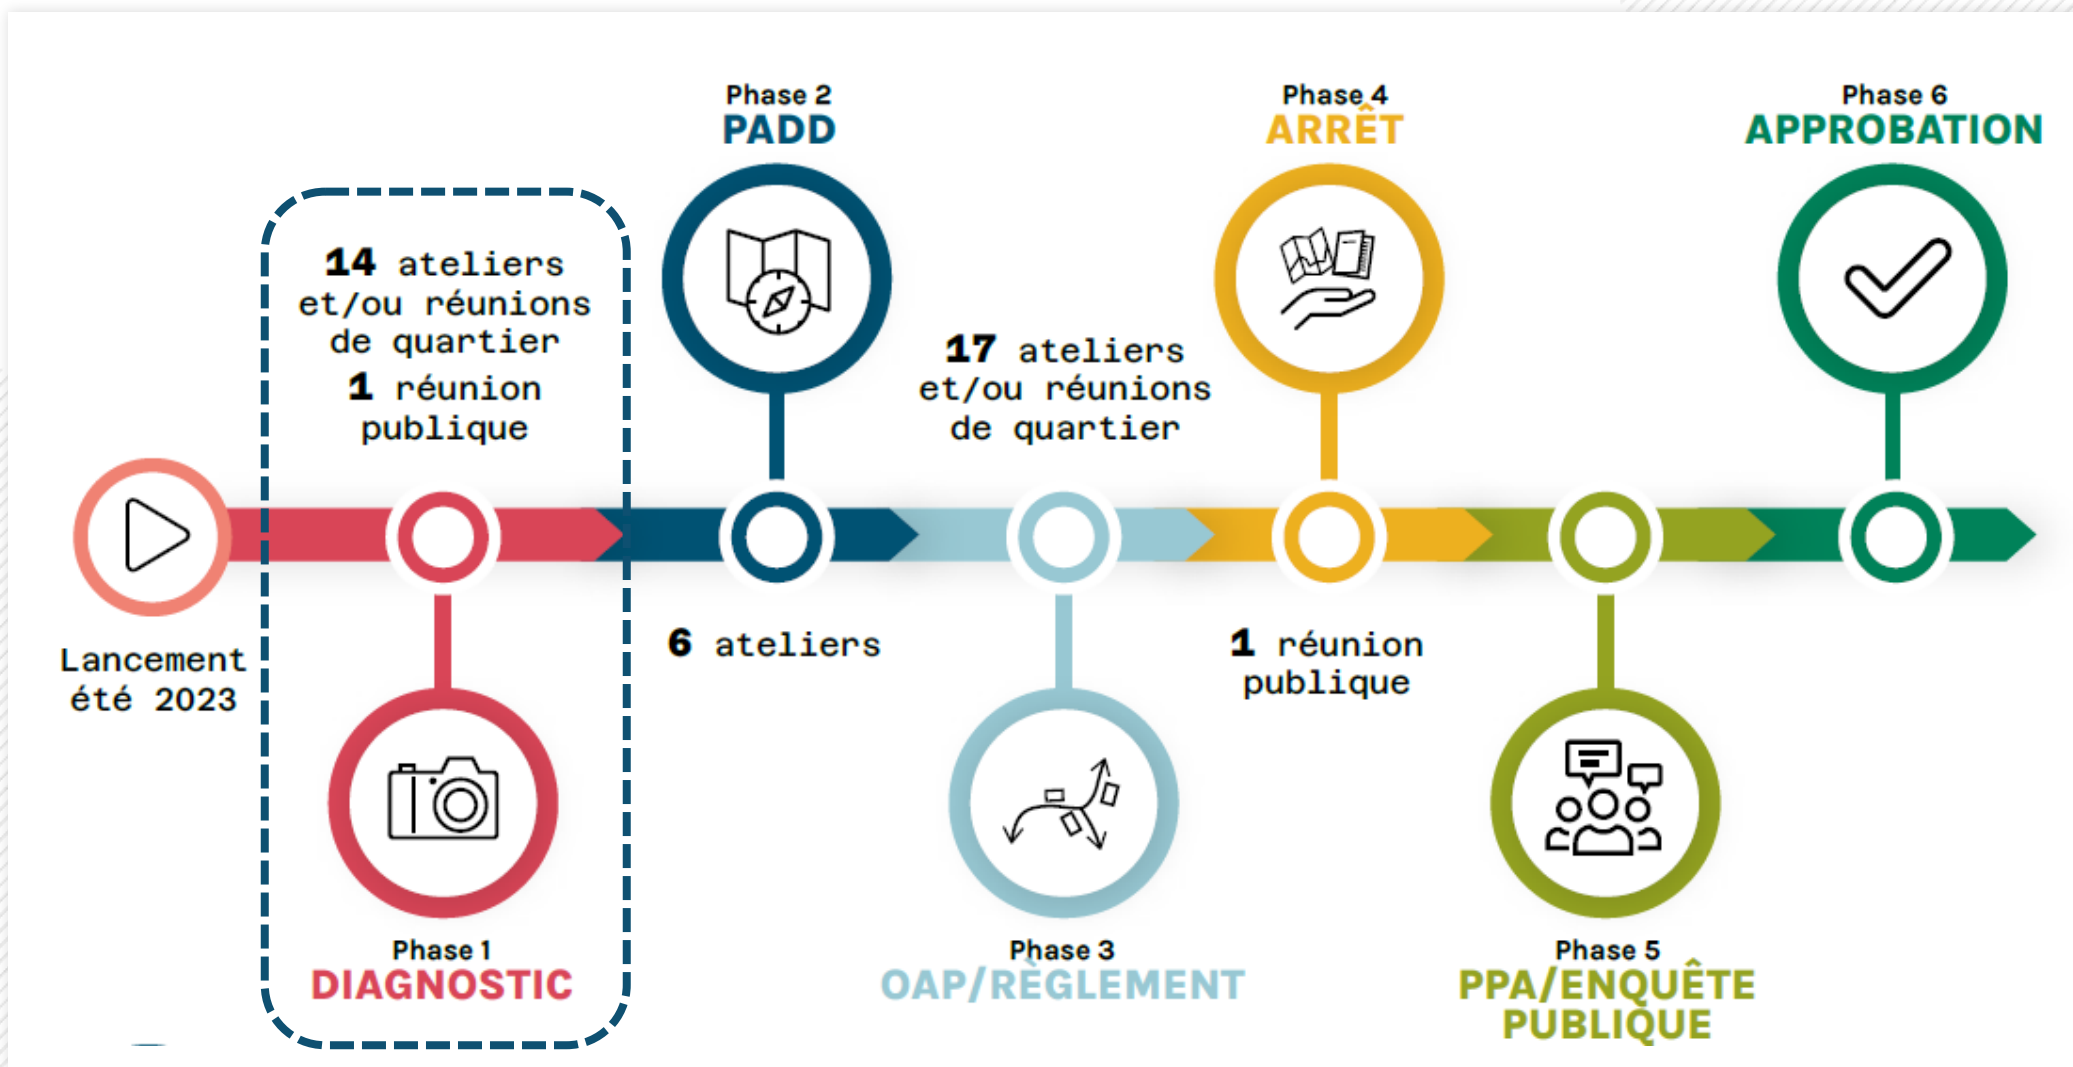 Lancement
été 2023
14 ateliers
et/ou réunions
de quartier
1 réunion
publique
Phase 1
DIAGNOSTIC
Phase 2
PADD
6 ateliers
17 ateliers
et/ou réunions
de quartier
Phase 3
OAP/RÈGLEMENT
Phase 4
ARRÊT
1 réunion
publique
Phase 5
PPA/ENQUÊTE
PUBLIQUE
Phase 6
APPROBATION